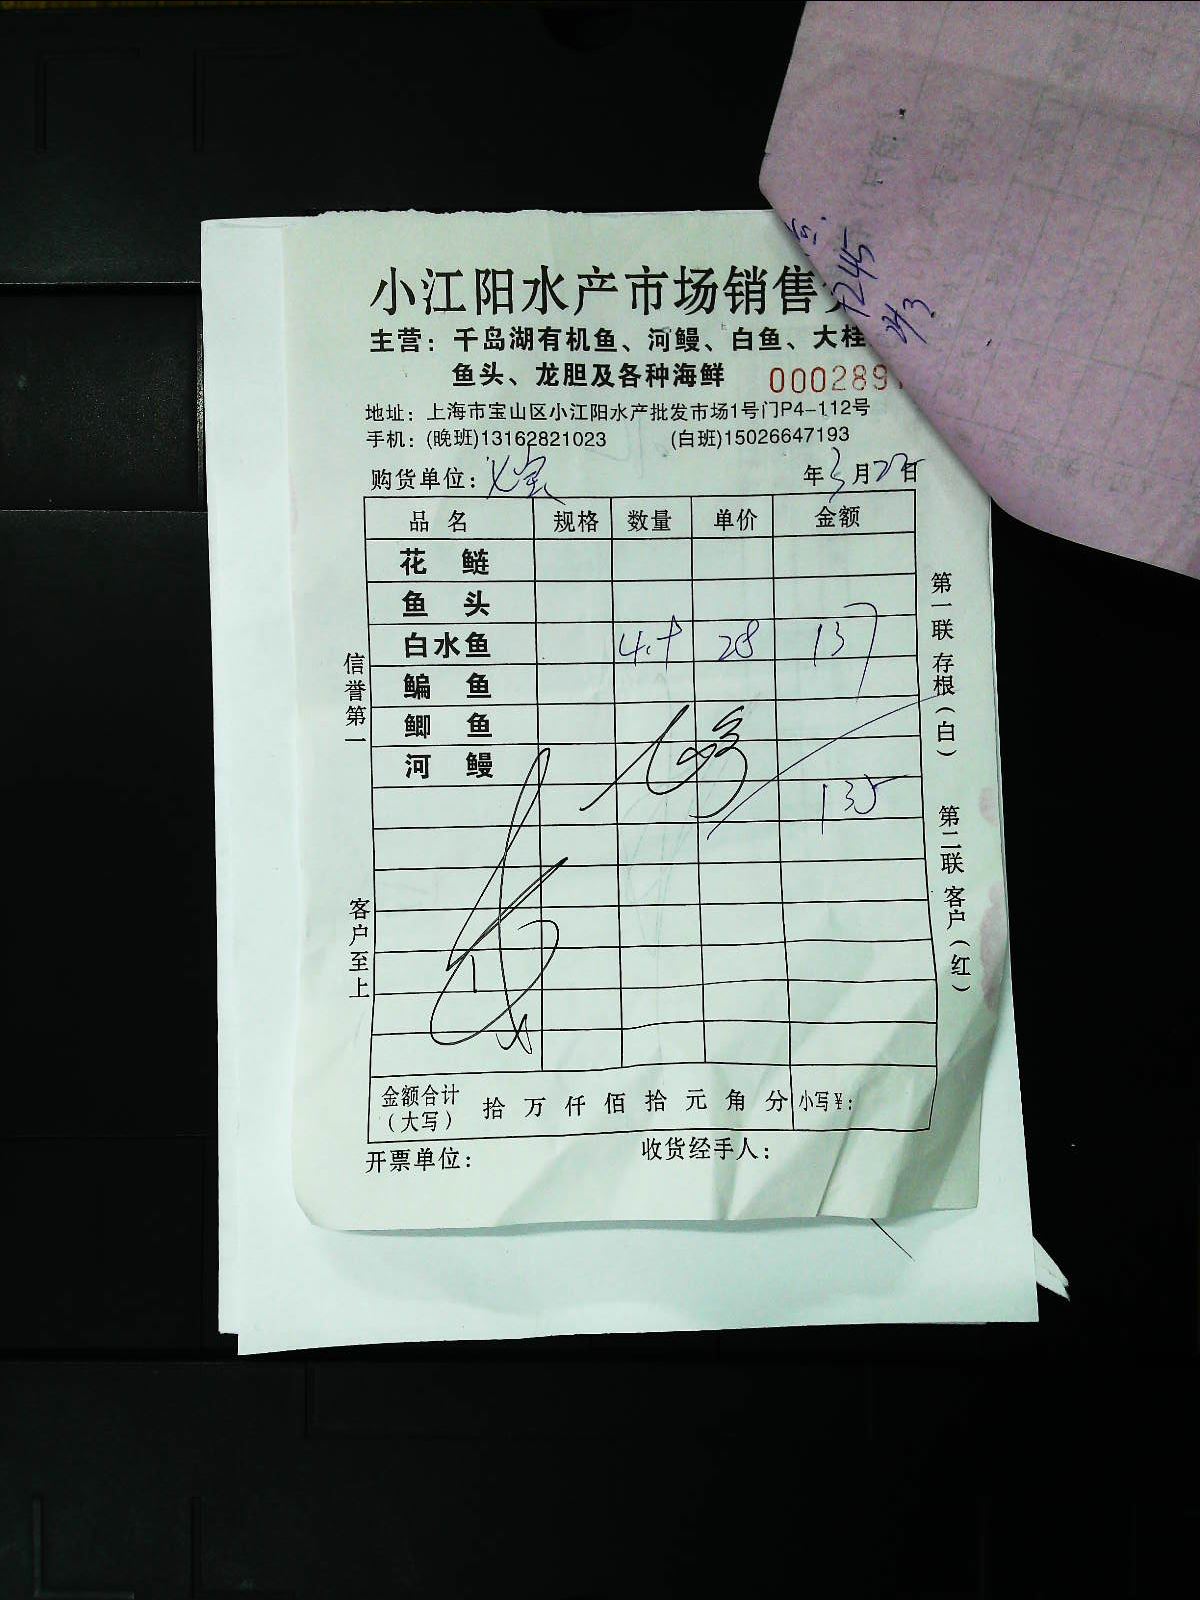 小江阳水产市场销售
主营：千岛湖有机鱼、河鳗、白鱼、大桂
鱼头、龙胆及各种海鲜 000289
地址：上海市宝山区小江阳水产批发市场1号门P4-112号
手机：(晚班)13162821023 (白班)15026647193
购货单位： 年3月27日
品 名 规格 数量 单价 金额
花 鲢
鱼 头
白水鱼 28 137
鳊 鱼
鲫 鱼
河 鳗
135
金额合计（大写） 拾 万 仟 佰 拾 元 角 分 小写¥：
开票单位： 收货经手人：
信誉第一
客户至上
第一联 存根（白）
第二联 客户（红）
7245
24/3